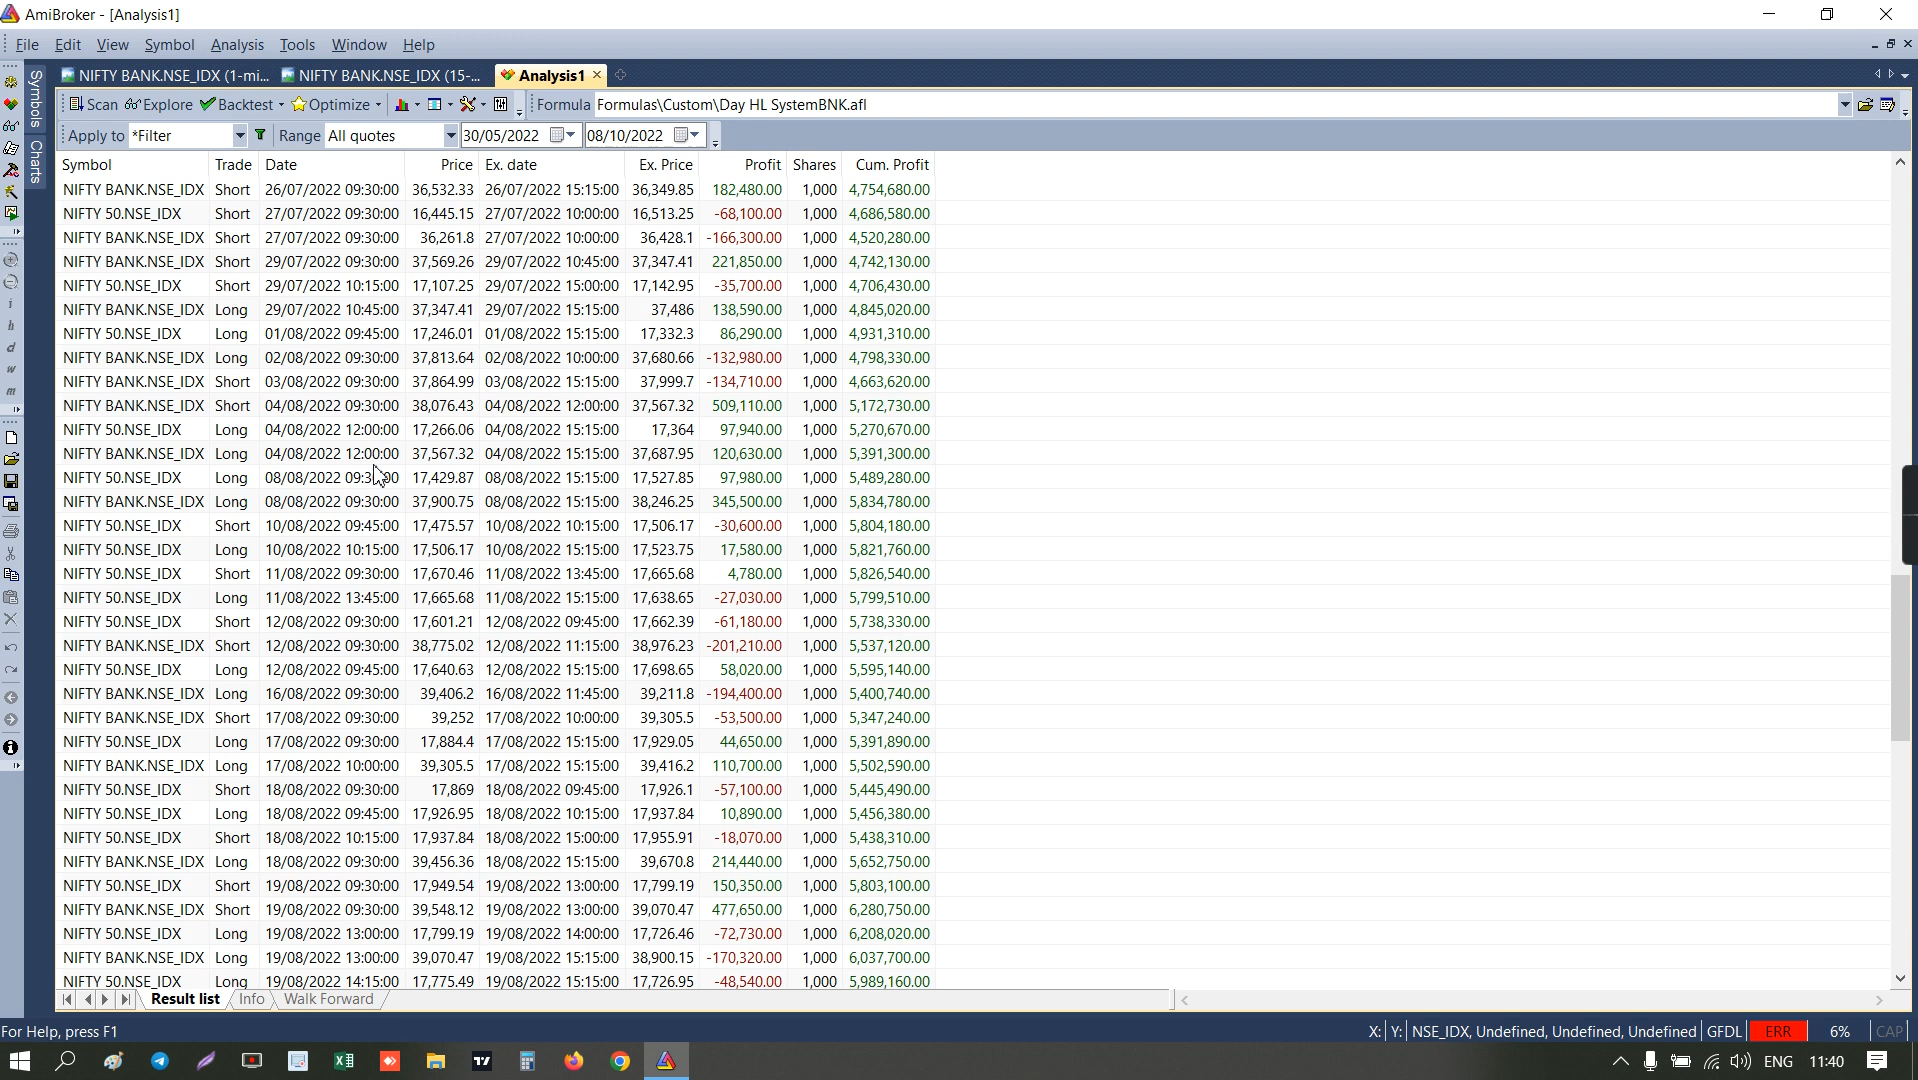 AmiBroker - [Analysis1]
File Edit View Symbol Analysis Tools Window Help
Symbols
Charts
NIFTY BANK.NSE_IDX (1-mi... NIFTY BANK.NSE_IDX (15-... Analysis1
Scan Explore Backtest Optimize Formula Formulas\Custom\Day HL SystemBNK.afl
Apply to *Filter Range All quotes 30/05/2022 08/10/2022
Symbol Trade Date Price Ex. date Ex. Price Profit Shares Cum. Profit
NIFTY BANK.NSE_IDX Short 26/07/2022 09:30:00 36,532.33 26/07/2022 15:15:00 36,349.85 182,480.00 1,000 4,754,680.00
NIFTY 50.NSE_IDX Short 27/07/2022 09:30:00 16,445.15 27/07/2022 10:00:00 16,513.25 -68,100.00 1,000 4,686,580.00
NIFTY BANK.NSE_IDX Short 27/07/2022 09:30:00 36,261.8 27/07/2022 10:00:00 36,428.1 -166,300.00 1,000 4,520,280.00
NIFTY BANK.NSE_IDX Short 29/07/2022 09:30:00 37,569.26 29/07/2022 10:45:00 37,347.41 221,850.00 1,000 4,742,130.00
NIFTY 50.NSE_IDX Short 29/07/2022 10:15:00 17,107.25 29/07/2022 15:00:00 17,142.95 -35,700.00 1,000 4,706,430.00
NIFTY BANK.NSE_IDX Long 29/07/2022 10:45:00 37,347.41 29/07/2022 15:15:00 37,486 138,590.00 1,000 4,845,020.00
NIFTY 50.NSE_IDX Long 01/08/2022 09:45:00 17,246.01 01/08/2022 15:15:00 17,332.3 86,290.00 1,000 4,931,310.00
NIFTY BANK.NSE_IDX Long 02/08/2022 09:30:00 37,813.64 02/08/2022 10:00:00 37,680.66 -132,980.00 1,000 4,798,330.00
NIFTY BANK.NSE_IDX Short 03/08/2022 09:30:00 37,864.99 03/08/2022 15:15:00 37,999.7 -134,710.00 1,000 4,663,620.00
NIFTY BANK.NSE_IDX Short 04/08/2022 09:30:00 38,076.43 04/08/2022 12:00:00 37,567.32 509,110.00 1,000 5,172,730.00
NIFTY 50.NSE_IDX Long 04/08/2022 12:00:00 17,266.06 04/08/2022 15:15:00 17,364 97,940.00 1,000 5,270,670.00
NIFTY BANK.NSE_IDX Long 04/08/2022 12:00:00 37,567.32 04/08/2022 15:15:00 37,687.95 120,630.00 1,000 5,391,300.00
NIFTY 50.NSE_IDX Long 08/08/2022 09:30:00 17,429.87 08/08/2022 15:15:00 17,527.85 97,980.00 1,000 5,489,280.00
NIFTY BANK.NSE_IDX Long 08/08/2022 09:30:00 37,900.75 08/08/2022 15:15:00 38,246.25 345,500.00 1,000 5,834,780.00
NIFTY 50.NSE_IDX Short 10/08/2022 09:45:00 17,475.57 10/08/2022 10:15:00 17,506.17 -30,600.00 1,000 5,804,180.00
NIFTY 50.NSE_IDX Long 10/08/2022 10:15:00 17,506.17 10/08/2022 15:15:00 17,523.75 17,580.00 1,000 5,821,760.00
NIFTY 50.NSE_IDX Short 11/08/2022 09:30:00 17,670.46 11/08/2022 13:45:00 17,665.68 4,780.00 1,000 5,826,540.00
NIFTY 50.NSE_IDX Long 11/08/2022 13:45:00 17,665.68 11/08/2022 15:15:00 17,638.65 -27,030.00 1,000 5,799,510.00
NIFTY 50.NSE_IDX Short 12/08/2022 09:30:00 17,601.21 12/08/2022 09:45:00 17,662.39 -61,180.00 1,000 5,738,330.00
NIFTY BANK.NSE_IDX Short 12/08/2022 09:30:00 38,775.02 12/08/2022 11:15:00 38,976.23 -201,210.00 1,000 5,537,120.00
NIFTY 50.NSE_IDX Long 12/08/2022 09:45:00 17,640.63 12/08/2022 15:15:00 17,698.65 58,020.00 1,000 5,595,140.00
NIFTY BANK.NSE_IDX Long 16/08/2022 09:30:00 39,406.2 16/08/2022 11:45:00 39,211.8 -194,400.00 1,000 5,400,740.00
NIFTY BANK.NSE_IDX Short 17/08/2022 09:30:00 39,252 17/08/2022 10:00:00 39,305.5 -53,500.00 1,000 5,347,240.00
NIFTY 50.NSE_IDX Long 17/08/2022 09:30:00 17,884.4 17/08/2022 15:15:00 17,929.05 44,650.00 1,000 5,391,890.00
NIFTY BANK.NSE_IDX Long 17/08/2022 10:00:00 39,305.5 17/08/2022 15:15:00 39,416.2 110,700.00 1,000 5,502,590.00
NIFTY 50.NSE_IDX Short 18/08/2022 09:30:00 17,869 18/08/2022 09:45:00 17,926.1 -57,100.00 1,000 5,445,490.00
NIFTY 50.NSE_IDX Long 18/08/2022 09:45:00 17,926.95 18/08/2022 10:15:00 17,937.84 10,890.00 1,000 5,456,380.00
NIFTY 50.NSE_IDX Short 18/08/2022 10:15:00 17,937.84 18/08/2022 15:00:00 17,955.91 -18,070.00 1,000 5,438,310.00
NIFTY BANK.NSE_IDX Long 18/08/2022 09:30:00 39,456.36 18/08/2022 15:15:00 39,670.8 214,440.00 1,000 5,652,750.00
NIFTY 50.NSE_IDX Short 19/08/2022 09:30:00 17,949.54 19/08/2022 13:00:00 17,799.19 150,350.00 1,000 5,803,100.00
NIFTY BANK.NSE_IDX Short 19/08/2022 09:30:00 39,548.12 19/08/2022 13:00:00 39,070.47 477,650.00 1,000 6,280,750.00
NIFTY 50.NSE_IDX Long 19/08/2022 13:00:00 17,799.19 19/08/2022 14:00:00 17,726.46 -72,730.00 1,000 6,208,020.00
NIFTY BANK.NSE_IDX Long 19/08/2022 13:00:00 39,070.47 19/08/2022 15:15:00 38,900.15 -170,320.00 1,000 6,037,700.00
NIFTY 50.NSE_IDX Long 19/08/2022 14:15:00 17,775.49 19/08/2022 15:15:00 17,726.95 -48,540.00 1,000 5,989,160.00
Result list Info Walk Forward
For Help, press F1 X: Y: NSE_IDX, Undefined, Undefined, Undefined GFDL ERR 6% CAP
ENG 11:40